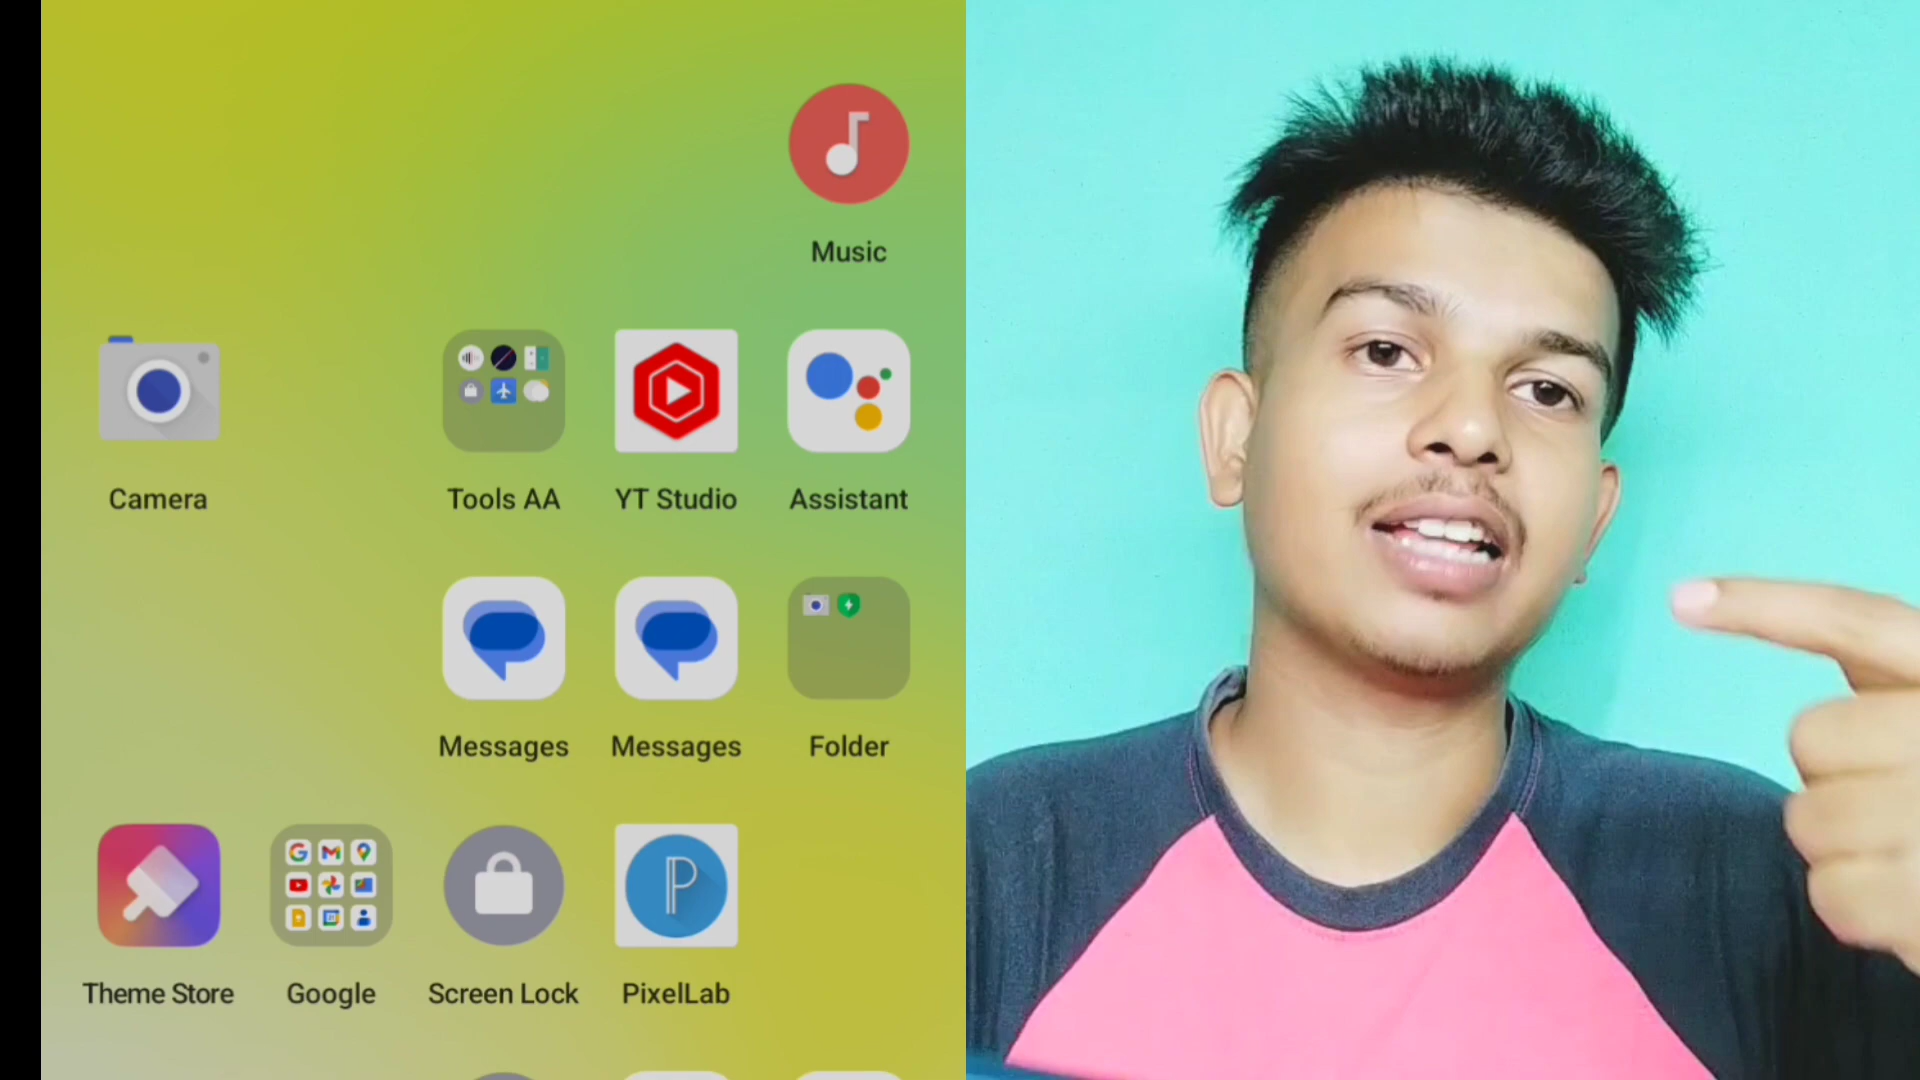 Music
Camera
Tools AA
YT Studio
Assistant
Messages
Messages
Folder
Theme Store
Google
Screen Lock
PixelLab